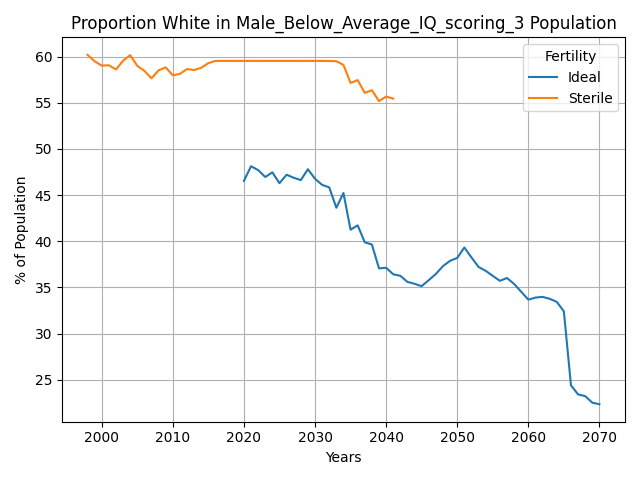 Proportion White in Male_Below_Average_IQ_scoring_3 Population
Fertility
Ideal
Sterile
% of Population
60
55
50
45
40
35
30
25
2000 2010 2020 2030 2040 2050 2060 2070
Years